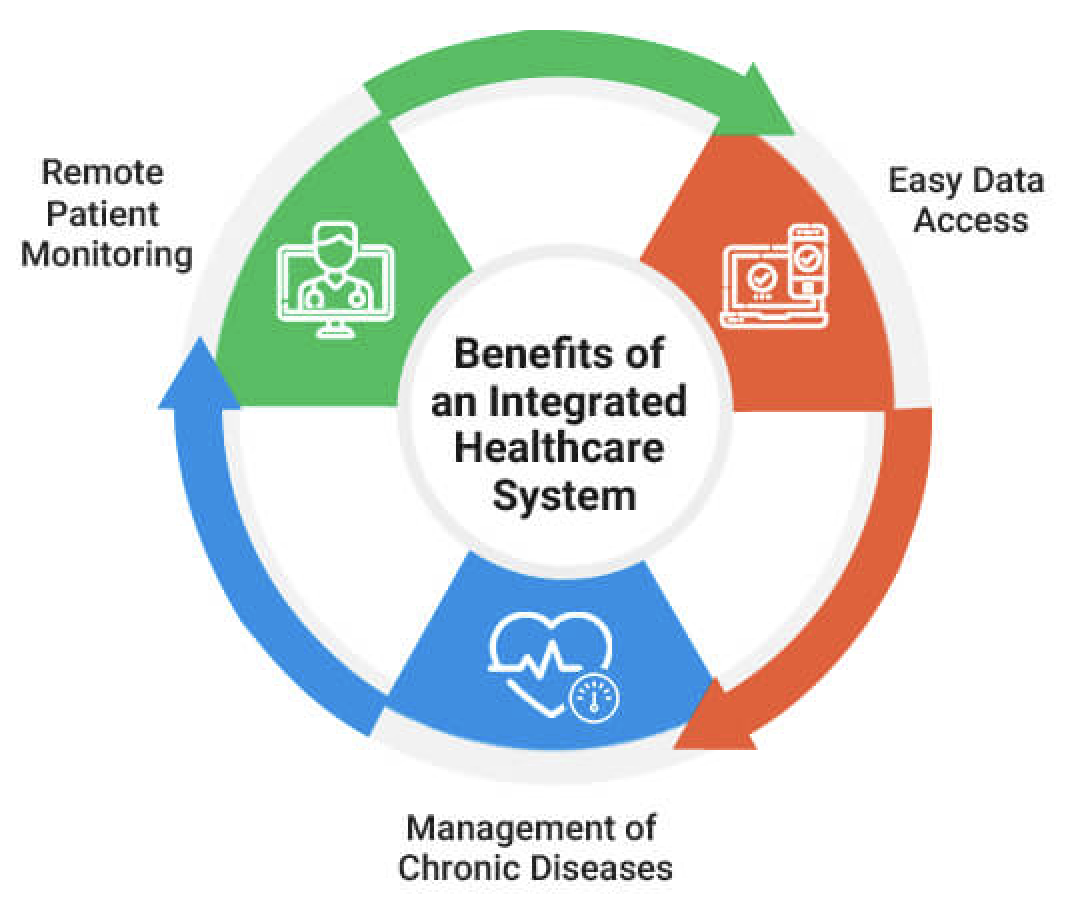 Remote
Patient
Monitoring
Easy Data
Access
Benefits of
an Integrated
Healthcare
System
Management of
Chronic Diseases